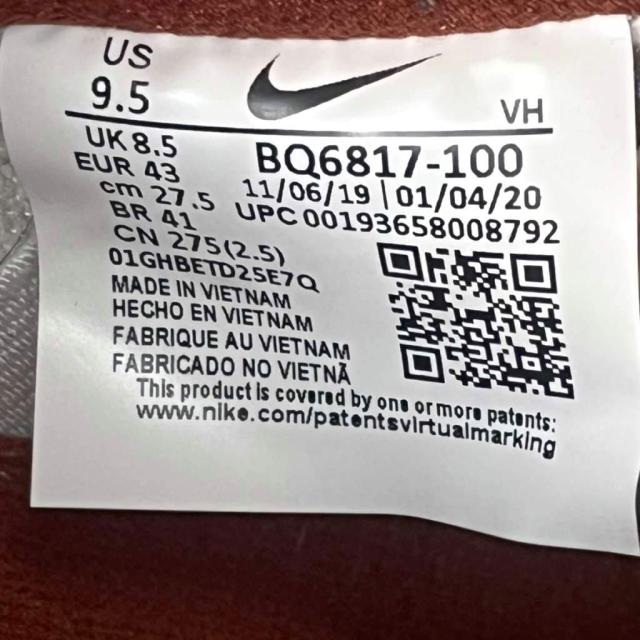 US
9.5
VH
UK 8.5
EUR 43
cm 27.5
BR 41
CN 275(2.5)
01GHBETD25E7Q
BQ6817-100
11/06/19 | 01/04/20
UPC 00193658008792
MADE IN VIETNAM
HECHO EN VIETNAM
FABRIQUE AU VIETNAM
FABRICADO NO VIETNÃ
This product is covered by one or more patents:
www.nike.com/patentsvirtualmarking